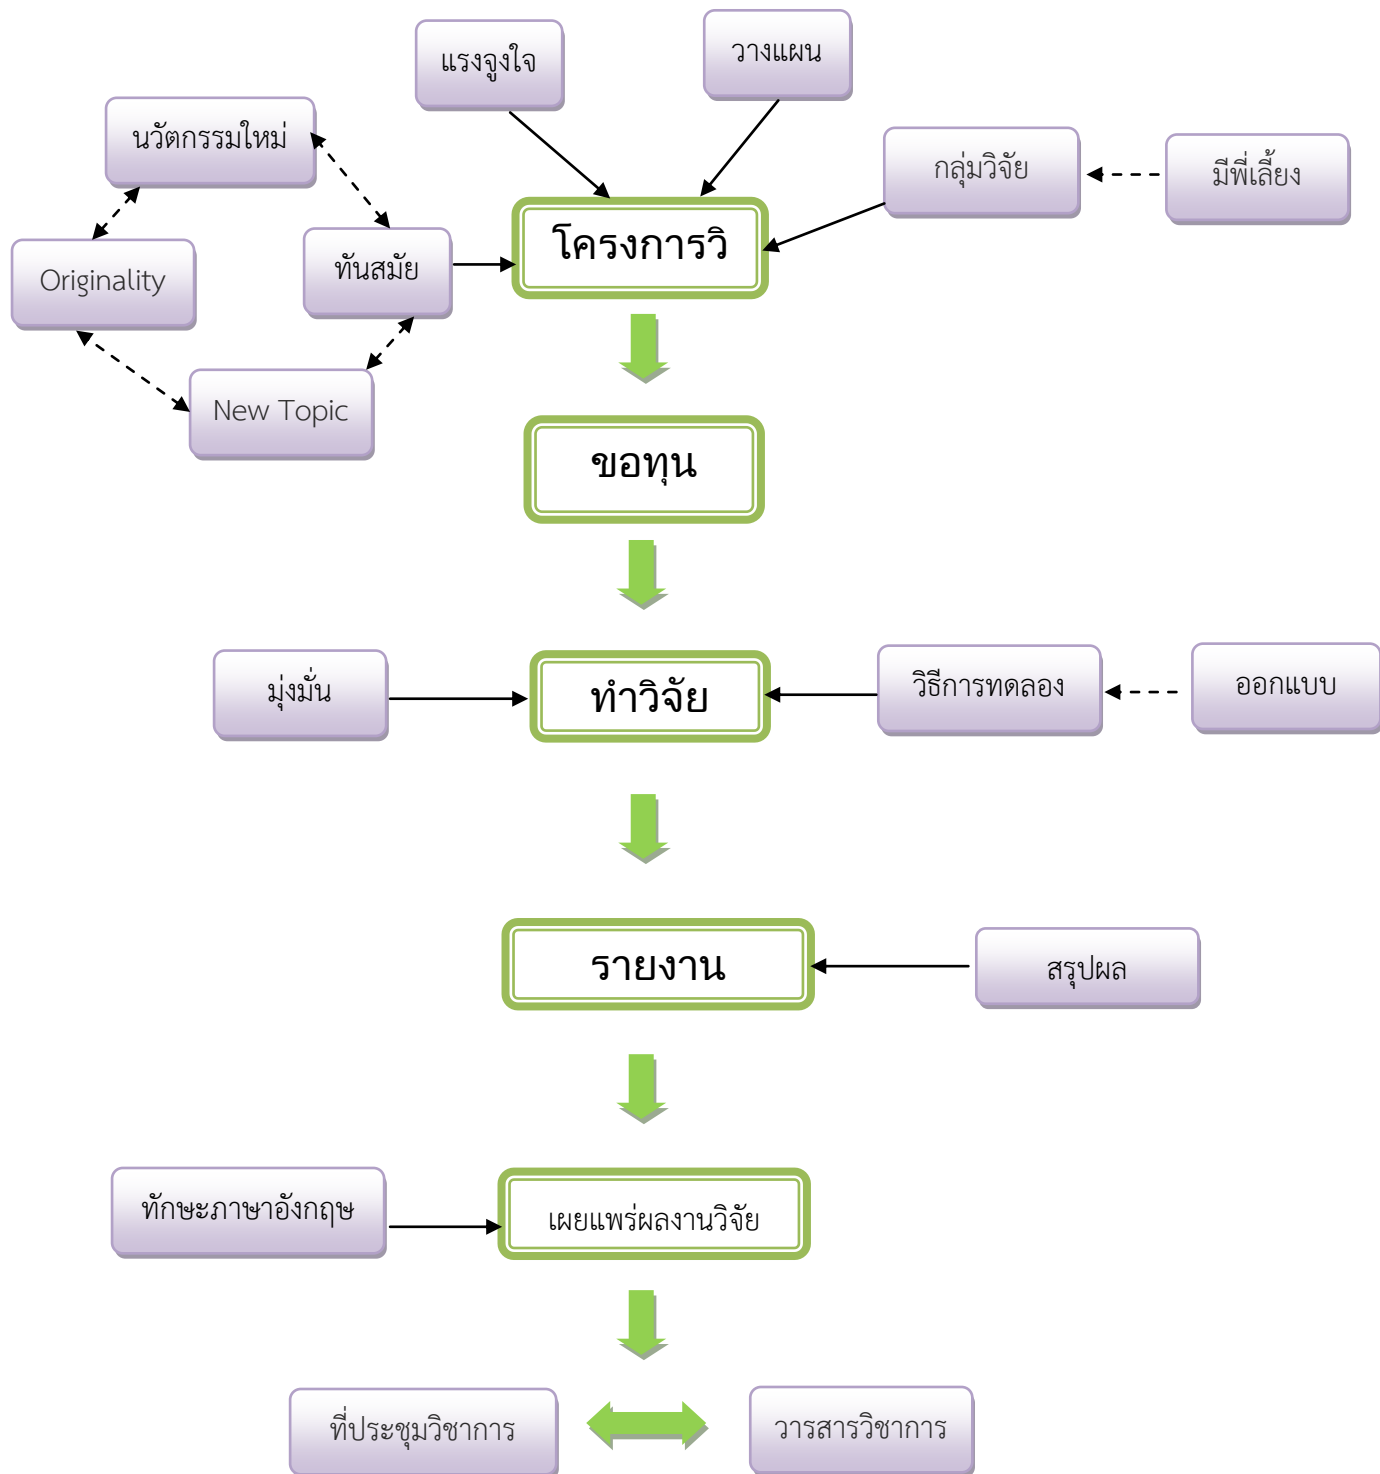 แรงจูงใจ
วางแผน
นวัตกรรมใหม่
กลุ่มวิจัย
มีพี่เลี้ยง
Originality
ทันสมัย
โครงการวิ
New Topic
ขอทุน
มุ่งมั่น
ทำวิจัย
วิธีการทดลอง
ออกแบบ
รายงาน
สรุปผล
ทักษะภาษาอังกฤษ
เผยแพร่ผลงานวิจัย
ที่ประชุมวิชาการ
วารสารวิชาการ